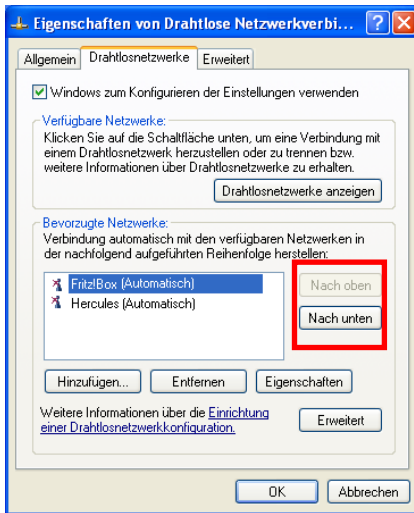 Eigenschaften von Drahtlose Netzwerkverbi...
Allgemein Drahtlosnetzwerke Erweitert
Windows zum Konfigurieren der Einstellungen verwenden
Verfügbare Netzwerke:
Klicken Sie auf die Schaltfläche unten, um eine Verbindung mit
einem Drahtlosnetzwerk herzustellen oder zu trennen bzw.
weitere Informationen über Drahtlosnetzwerke zu erhalten.
Drahtlosnetzwerke anzeigen
Bevorzugte Netzwerke:
Verbindung automatisch mit den verfügbaren Netzwerken in
der nachfolgend aufgeführten Reihenfolge herstellen:
Fritz!Box (Automatisch)
Nach oben
Hercules (Automatisch)
Nach unten
Hinzufügen... Entfernen Eigenschaften
Weitere Informationen über die Einrichtung
einer Drahtlosnetzwerkkonfiguration.
Erweitert
OK Abbrechen